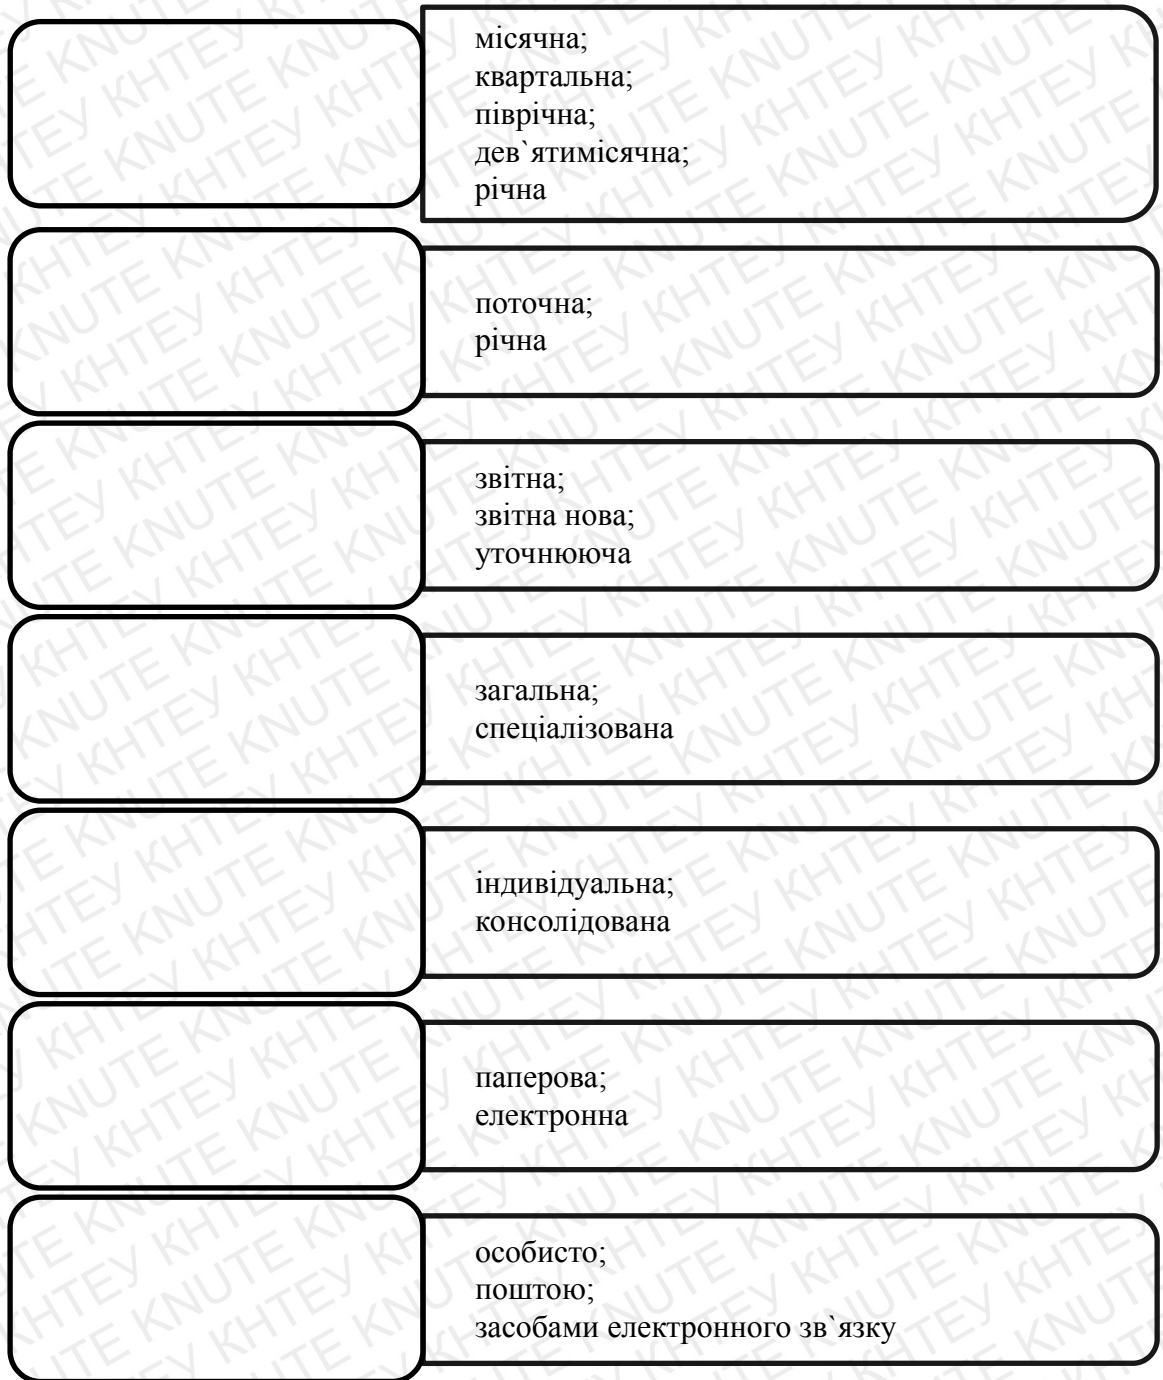 місячна;
квартальна;
піврічна;
дев`ятимісячна;
річна
поточна;
річна
звітна;
звітна нова;
уточнююча
загальна;
спеціалізована
індивідуальна;
консолідована
паперова;
електронна
особисто;
поштою;
засобами електронного зв`язку